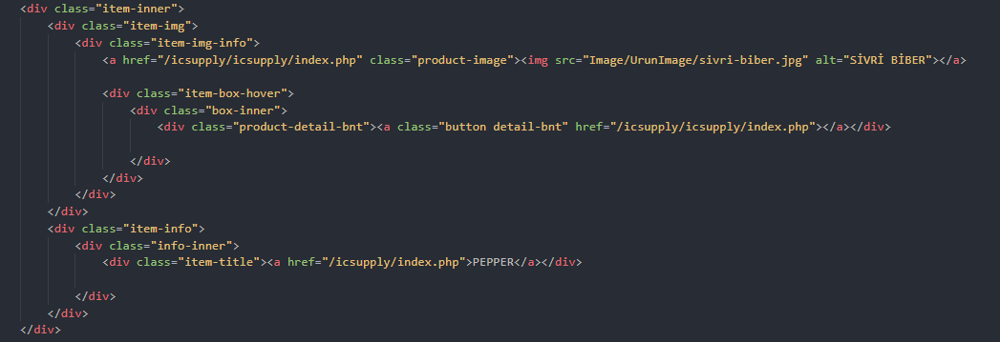 <div class="item-inner">
<div class="item-img">
<div class="item-img-info">
<a href="/icsupply/icsupply/index.php" class="product-image"><img src="Image/UrunImage/sivri-biber.jpg" alt="SİVRİ BİBER"></a>
<div class="item-box-hover">
<div class="box-inner">
<div class="product-detail-bnt"><a class="button detail-bnt" href="/icsupply/icsupply/index.php"></a></div>
</div>
</div>
</div>
</div>
<div class="item-info">
<div class="info-inner">
<div class="item-title"><a href="/icsupply/index.php">PEPPER</a></div>
</div>
</div>
</div>